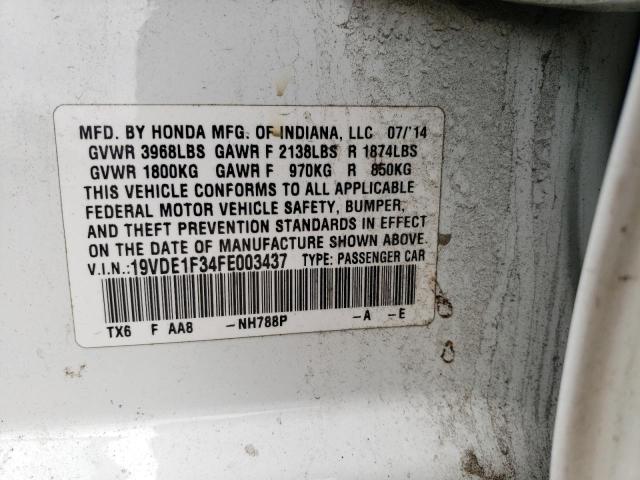 MFD. BY HONDA MFG. OF INDIANA, LLC 07/'14
GVWR 3968LBS GAWR F 2138LBS R 1874LBS
GVWR 1800KG GAWR F 970KG R 850KG
THIS VEHICLE CONFORMS TO ALL APPLICABLE
FEDERAL MOTOR VEHICLE SAFETY, BUMPER,
AND THEFT PREVENTION STANDARDS IN EFFECT
ON THE DATE OF MANUFACTURE SHOWN ABOVE.
V.I.N.:19VDE1F34FE003437 TYPE: PASSENGER CAR
TX6 F AA8 -NH788P -A -E